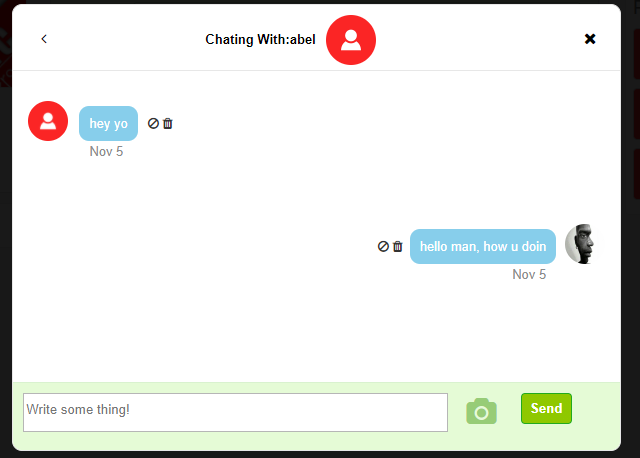 Chating With:abel
hey yo
Nov 5
hello man, how u doin
Nov 5
Write some thing!
Send